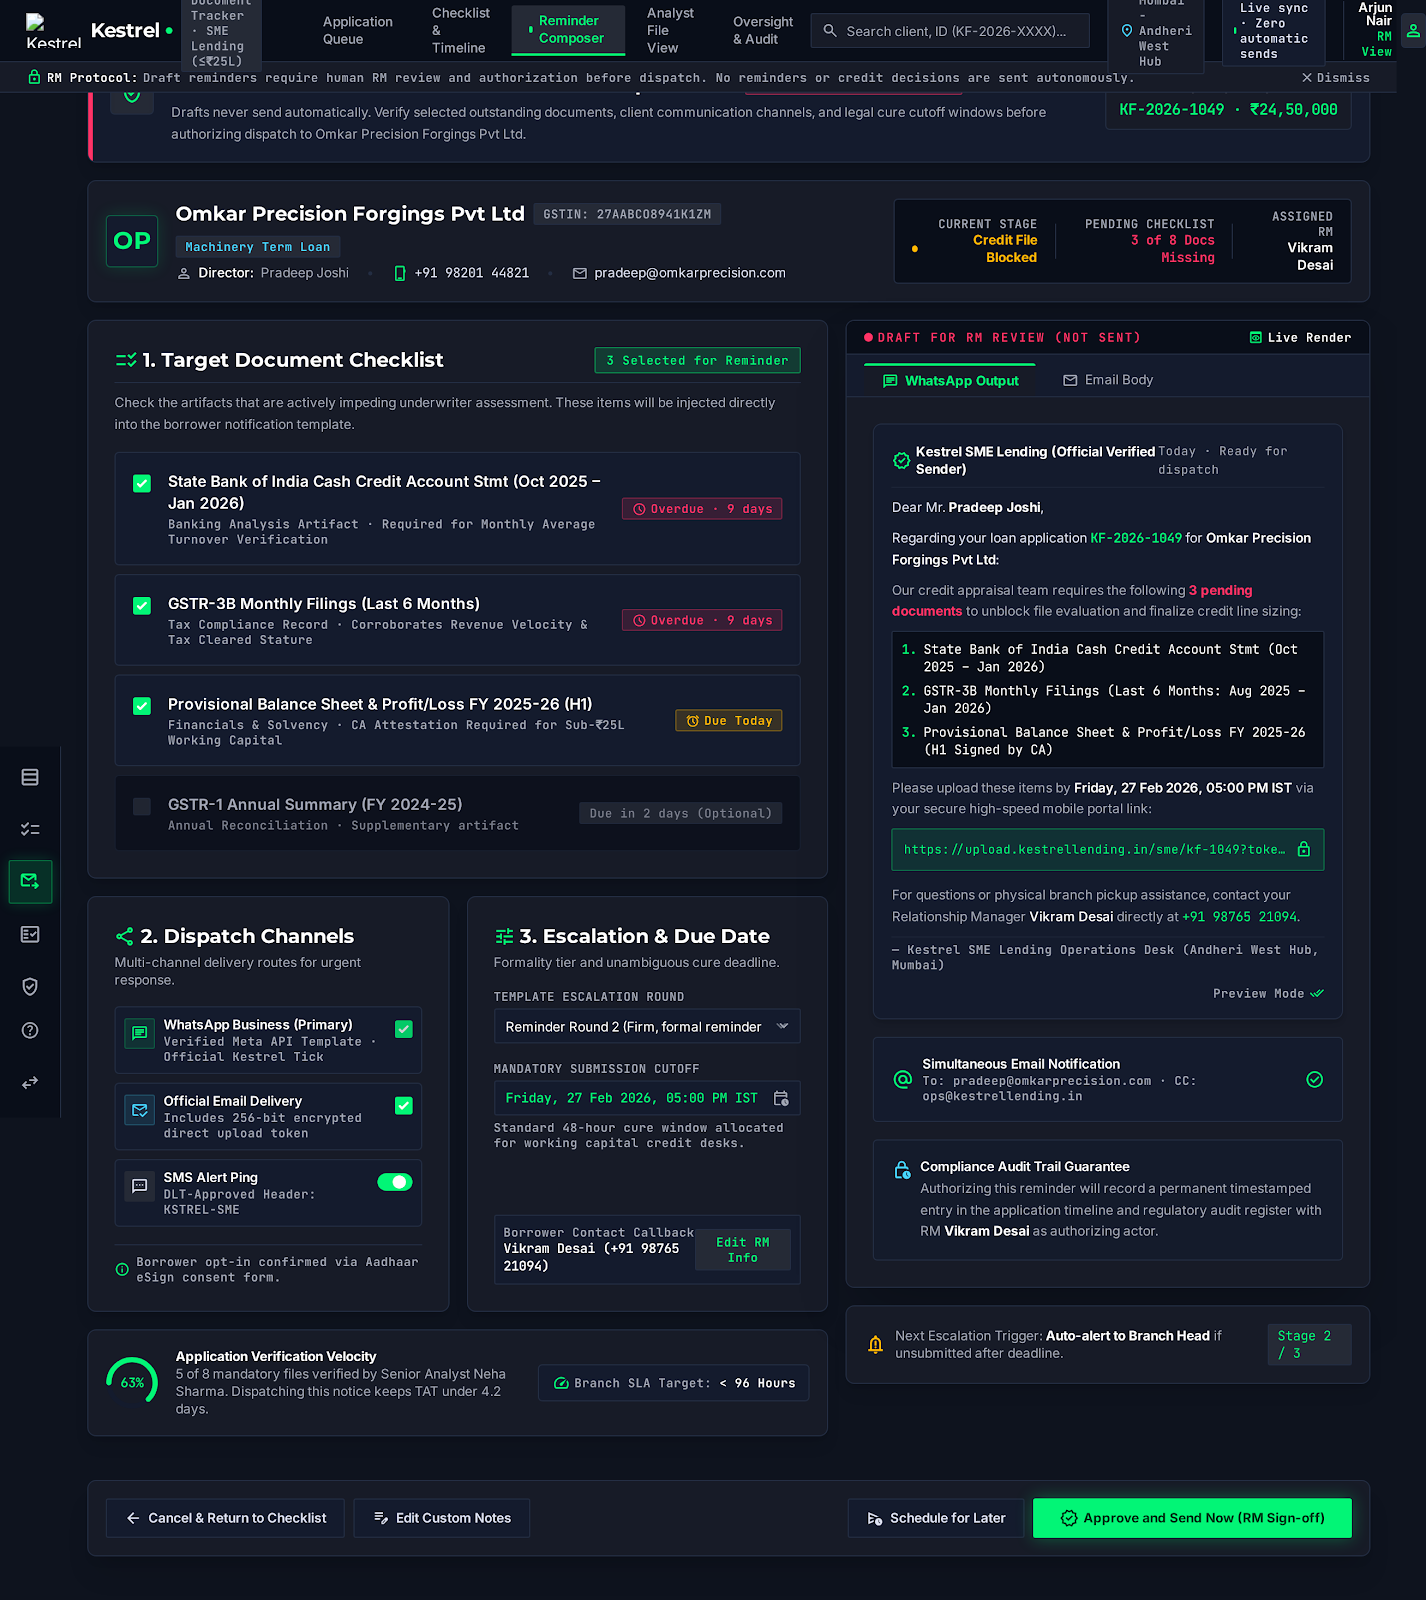 Kestrel
Kestrel
Document
Tracker
· SME
Lending
(≤₹25L)
Application
Queue
Checklist
&
Timeline
Reminder
Composer
Analyst
File
View
Oversight
& Audit
Search client, ID (KF-2026-XXXX)...
Mumbai
-
Andheri
West
Hub
Live sync
· Zero
automatic
sends
Arjun
Nair
RM
View
RM Protocol: Draft reminders require human RM review and authorization before dispatch. No reminders or credit decisions are sent autonomously.
Dismiss
Drafts never send automatically. Verify selected outstanding documents, client communication channels, and legal cure cutoff windows before
authorizing dispatch to Omkar Precision Forgings Pvt Ltd.
KF-2026-1049 · ₹24,50,000
OP
Omkar Precision Forgings Pvt Ltd
GSTIN: 27AABCO8941K1ZM
Machinery Term Loan
Director: Pradeep Joshi
+91 98201 44821
pradeep@omkarprecision.com
CURRENT STAGE
Credit File
Blocked
PENDING CHECKLIST
3 of 8 Docs
Missing
ASSIGNED
RM
Vikram
Desai
1. Target Document Checklist
3 Selected for Reminder
Check the artifacts that are actively impeding underwriter assessment. These items will be injected directly
into the borrower notification template.
State Bank of India Cash Credit Account Stmt (Oct 2025 –
Jan 2026)
Banking Analysis Artifact · Required for Monthly Average
Turnover Verification
Overdue · 9 days
GSTR-3B Monthly Filings (Last 6 Months)
Tax Compliance Record · Corroborates Revenue Velocity &
Tax Cleared Stature
Overdue · 9 days
Provisional Balance Sheet & Profit/Loss FY 2025-26 (H1)
Financials & Solvency · CA Attestation Required for Sub-₹25L
Working Capital
Due Today
GSTR-1 Annual Summary (FY 2024-25)
Annual Reconciliation · Supplementary artifact
Due in 2 days (Optional)
2. Dispatch Channels
Multi-channel delivery routes for urgent
response.
WhatsApp Business (Primary)
Verified Meta API Template ·
Official Kestrel Tick
Official Email Delivery
Includes 256-bit encrypted
direct upload token
SMS Alert Ping
DLT-Approved Header:
KSTREL-SME
Borrower opt-in confirmed via Aadhaar
eSign consent form.
3. Escalation & Due Date
Formality tier and unambiguous cure deadline.
TEMPLATE ESCALATION ROUND
Reminder Round 2 (Firm, formal reminder
MANDATORY SUBMISSION CUTOFF
Friday, 27 Feb 2026, 05:00 PM IST
Standard 48-hour cure window allocated
for working capital credit desks.
Borrower Contact Callback
Vikram Desai (+91 98765
21094)
Edit RM
Info
63%
Application Verification Velocity
5 of 8 mandatory files verified by Senior Analyst Neha
Sharma. Dispatching this notice keeps TAT under 4.2
days.
Branch SLA Target: < 96 Hours
DRAFT FOR RM REVIEW (NOT SENT)
Live Render
WhatsApp Output
Email Body
Kestrel SME Lending (Official Verified
Sender)
Today · Ready for
dispatch
Dear Mr. Pradeep Joshi,
Regarding your loan application KF-2026-1049 for Omkar Precision
Forgings Pvt Ltd:
Our credit appraisal team requires the following 3 pending
documents to unblock file evaluation and finalize credit line sizing:
1. State Bank of India Cash Credit Account Stmt (Oct
2025 – Jan 2026)
2. GSTR-3B Monthly Filings (Last 6 Months: Aug 2025 –
Jan 2026)
3. Provisional Balance Sheet & Profit/Loss FY 2025-26
(H1 Signed by CA)
Please upload these items by Friday, 27 Feb 2026, 05:00 PM IST via
your secure high-speed mobile portal link:
https://upload.kestrellending.in/sme/kf-1049?toke…
For questions or physical branch pickup assistance, contact your
Relationship Manager Vikram Desai directly at +91 98765 21094.
— Kestrel SME Lending Operations Desk (Andheri West Hub,
Mumbai)
Preview Mode
Simultaneous Email Notification
To: pradeep@omkarprecision.com · CC:
ops@kestrellending.in
Compliance Audit Trail Guarantee
Authorizing this reminder will record a permanent timestamped
entry in the application timeline and regulatory audit register with
RM Vikram Desai as authorizing actor.
Next Escalation Trigger: Auto-alert to Branch Head if
unsubmitted after deadline.
Stage 2
/ 3
Cancel & Return to Checklist
Edit Custom Notes
Schedule for Later
Approve and Send Now (RM Sign-off)